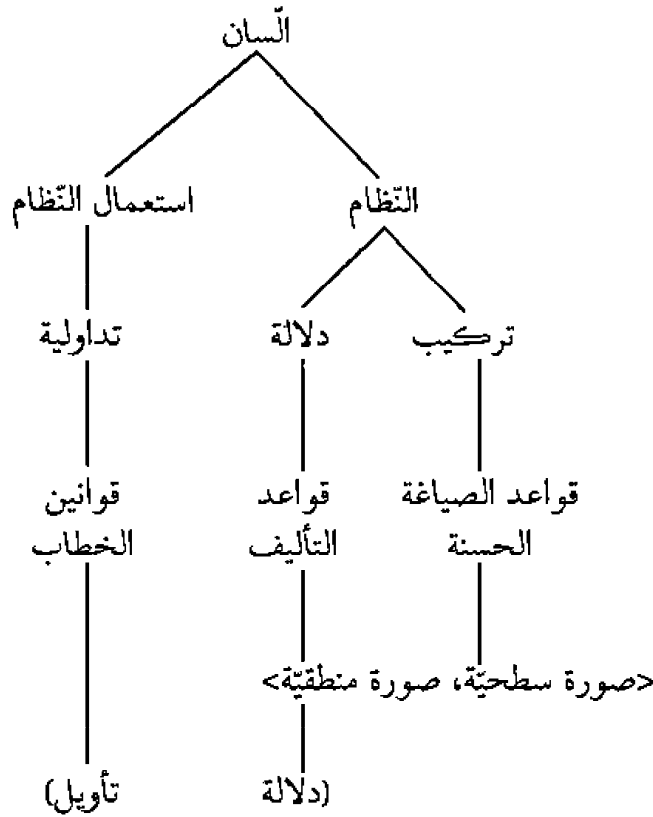 الّسان
النّظام استعمال النّظام
تركيب دلالة تداولية
قواعد الصياغة قواعد قوانين
الحسنة التأليف الخطاب
<صورة سطحيّة، صورة منطقيّة>
(دلالة تأويل)